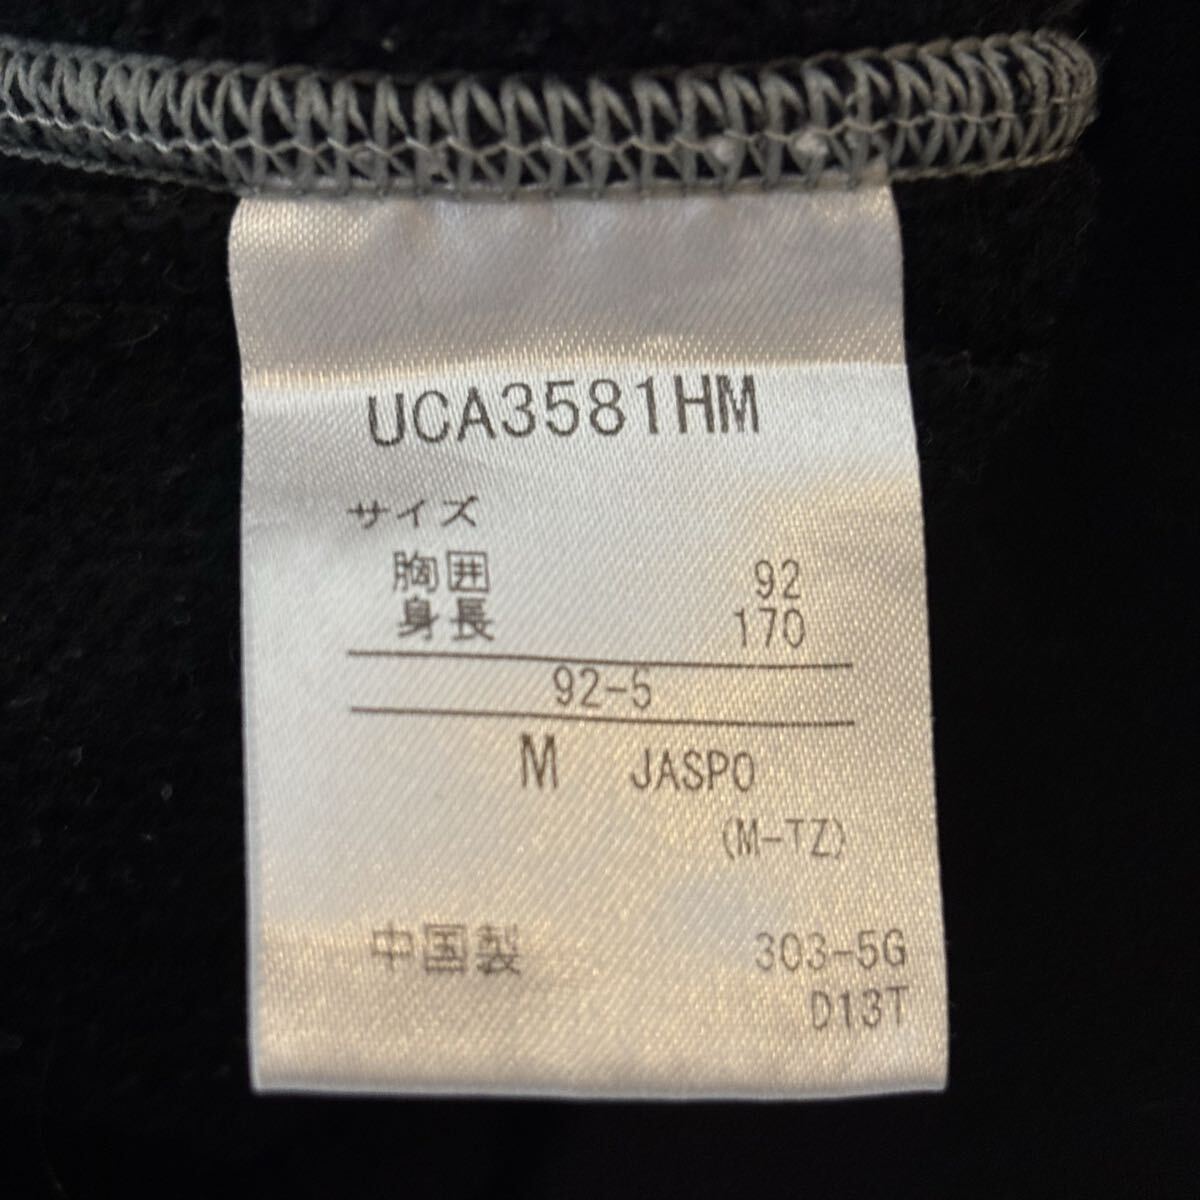 UCA3581HM
サイズ
胸囲 92
身長 170
92-5
M JASPO
(M-TZ)
中国製 303-5G
D13T